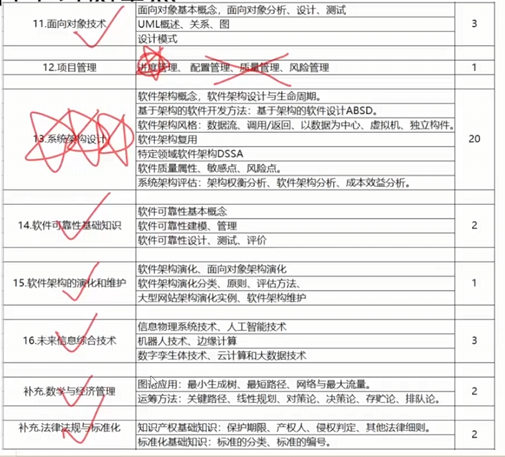 11.面向对象技术
面向对象基本概念,面向对象分析、设计、测试
UML概述、关系、图
设计模式
3
12.项目管理
进度管理、 配置管理、质量管理、风险管理
1
13.系统架构设计
软件架构概念,软件架构设计与生命周期。
基于架构的软件开发方法:基于架构的软件设计ABSD。
软件架构风格:数据流、调用/返回、以数据为中心、虚拟机、独立构件。
软件架构复用
特定领域软件架构DSSA
软件质量属性、敏感点、风险点。
系统架构评估:架构权衡分析、软件架构分析、成本效益分析。
20
14.软件可靠性基础知识
软件可靠性基本概念
软件可靠性建模、管理
软件可靠性设计、测试、评价
2
15.软件架构的演化和维护
软件架构演化、面向对象架构演化
软件架构演化分类、原则、评估方法、
大型网站架构演化实例、软件架构维护
1
16.未来信息综合技术
信息物理系统技术、人工智能技术
机器人技术、边缘计算
数字孪生体技术、云计算和大数据技术
3
补充.数学与经济管理
图论应用:最小生成树、最短路径、网络与最大流量。
运筹方法:关键路径、线性规划、对策论、决策论、存贮论、排队论。
2
补充.法律法规与标准化
知识产权基础知识:保护期限、产权人、侵权判定、其他法律细则。
标准化基础知识:标准的分类、标准的编号。
2